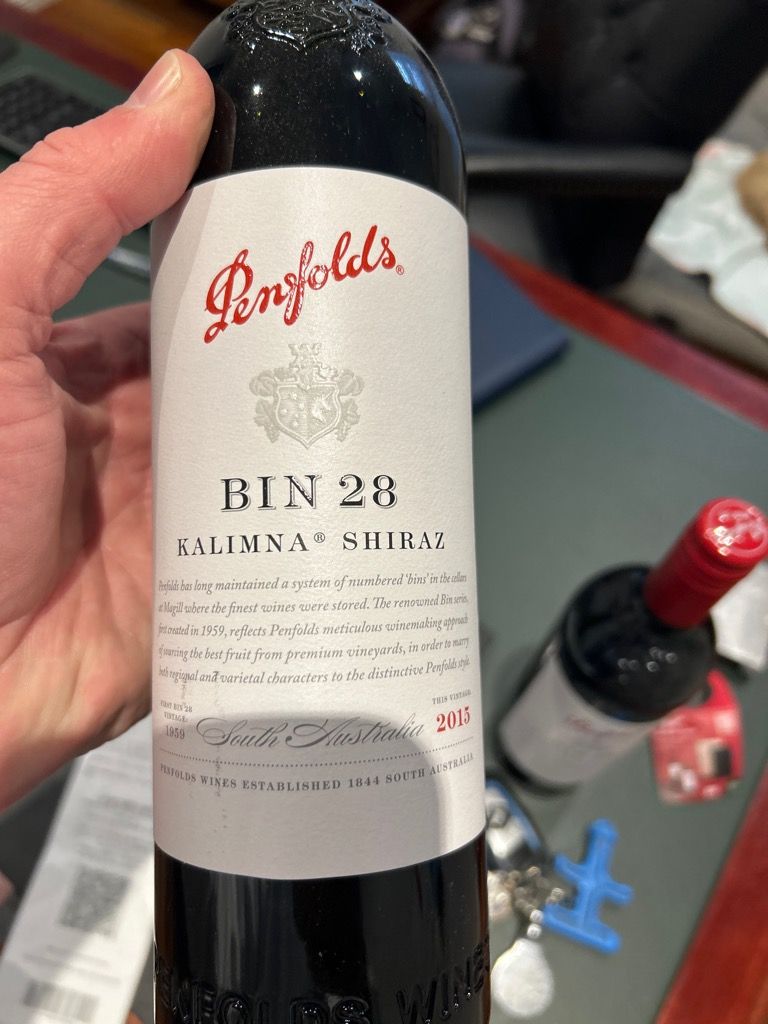 Penfolds®
BIN 28
KALIMNA® SHIRAZ
Penfolds has long maintained a system of numbered 'bins' in the cellars
at Magill where the finest wines were stored. The renowned Bin series,
first created in 1959, reflects Penfolds meticulous winemaking approach
of sourcing the best fruit from premium vineyards, in order to marry
both regional and varietal characters to the distinctive Penfolds style.
FIRST BIN 28
VINTAGE:
1959
South Australia
THIS VINTAGE
2015
PENFOLDS WINES ESTABLISHED 1844 SOUTH AUSTRALIA
PENFOLDS WINES
Penfolds